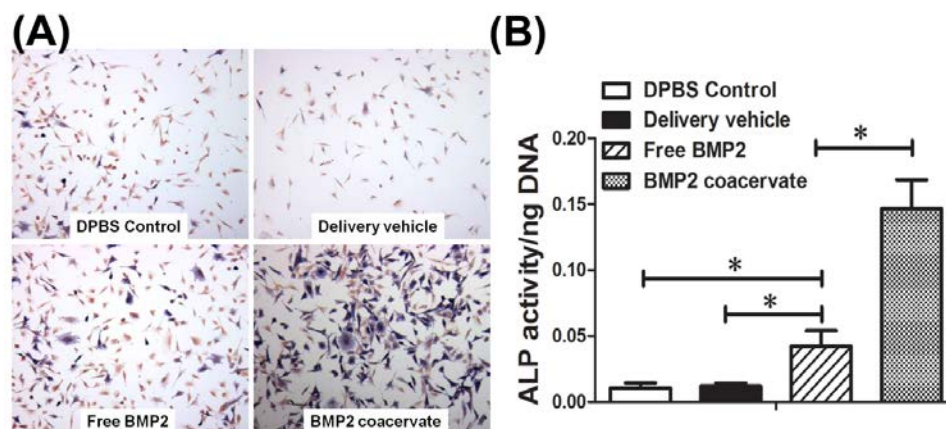 (A)
DPBS Control
Delivery vehicle
Free BMP2
BMP2 coacervate
(B)
DPBS Control
Delivery vehicle
Free BMP2
BMP2 coacervate
ALP activity/ng DNA
0.20
0.15
0.10
0.05
0.00
*
*
*